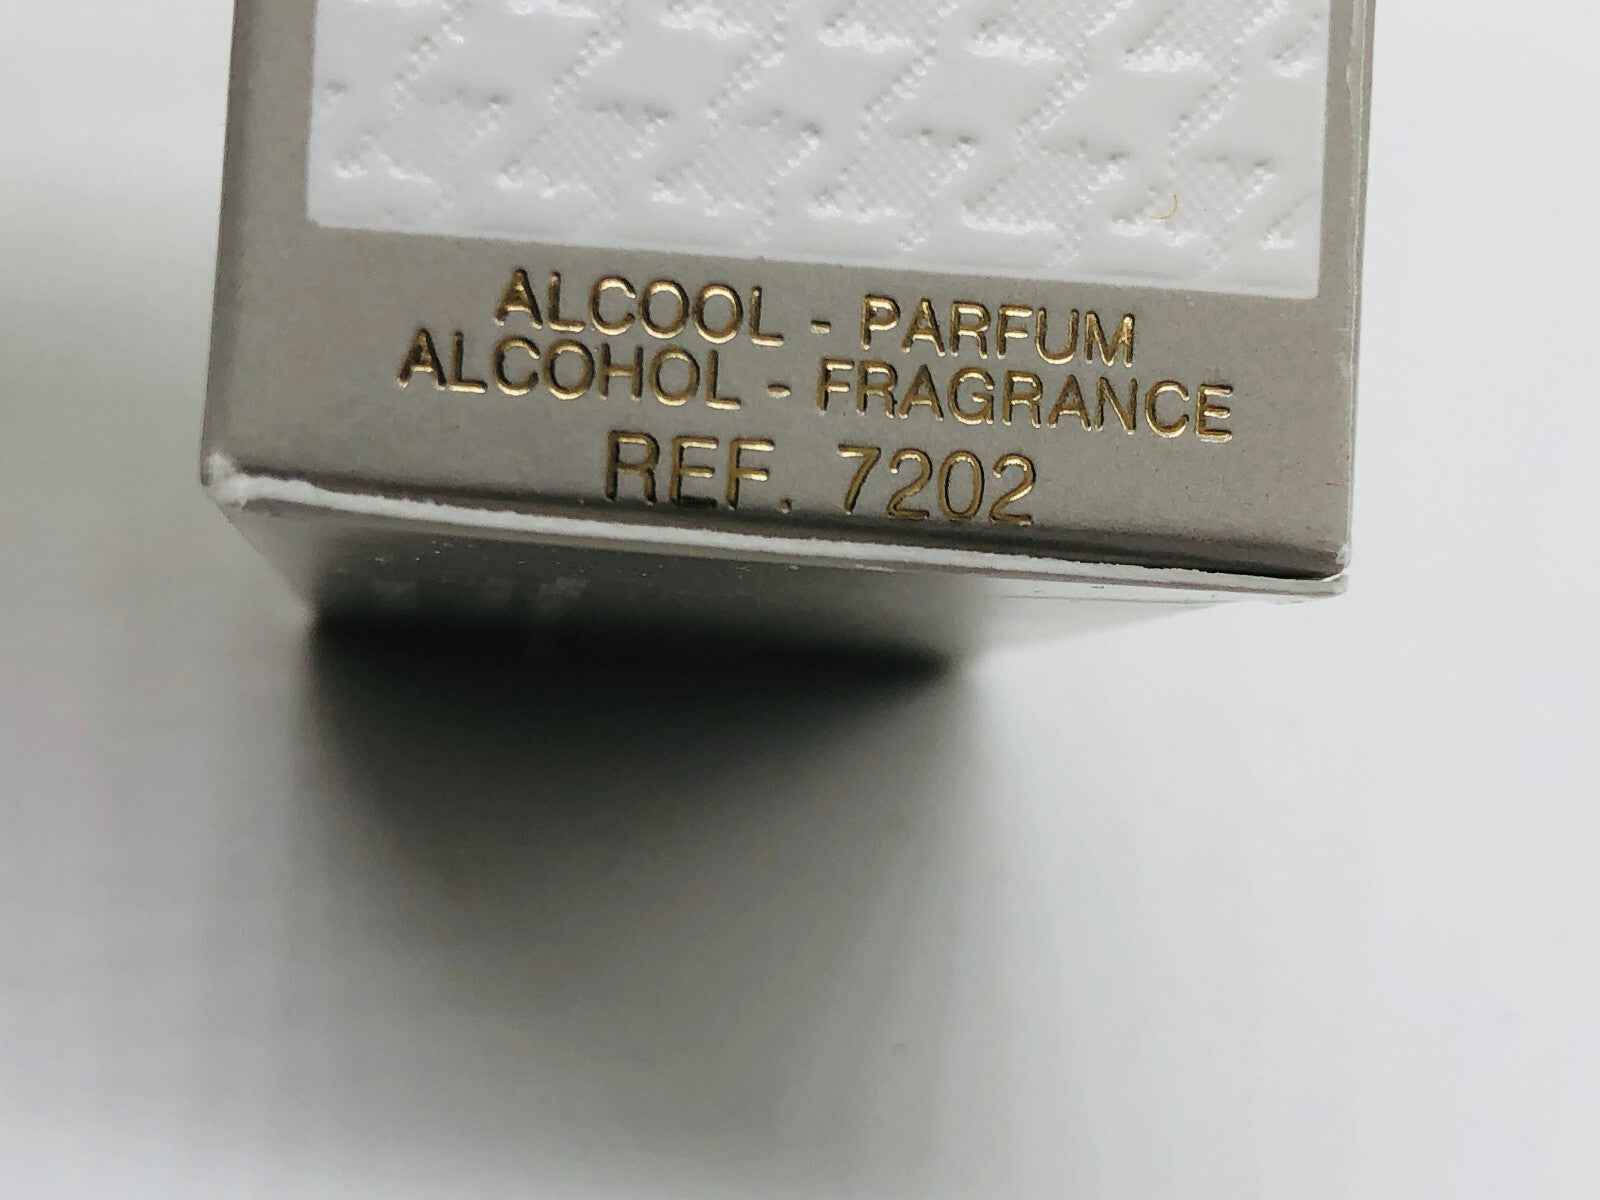 ALCOOL - PARFUM
ALCOHOL - FRAGRANCE
REF. 7202